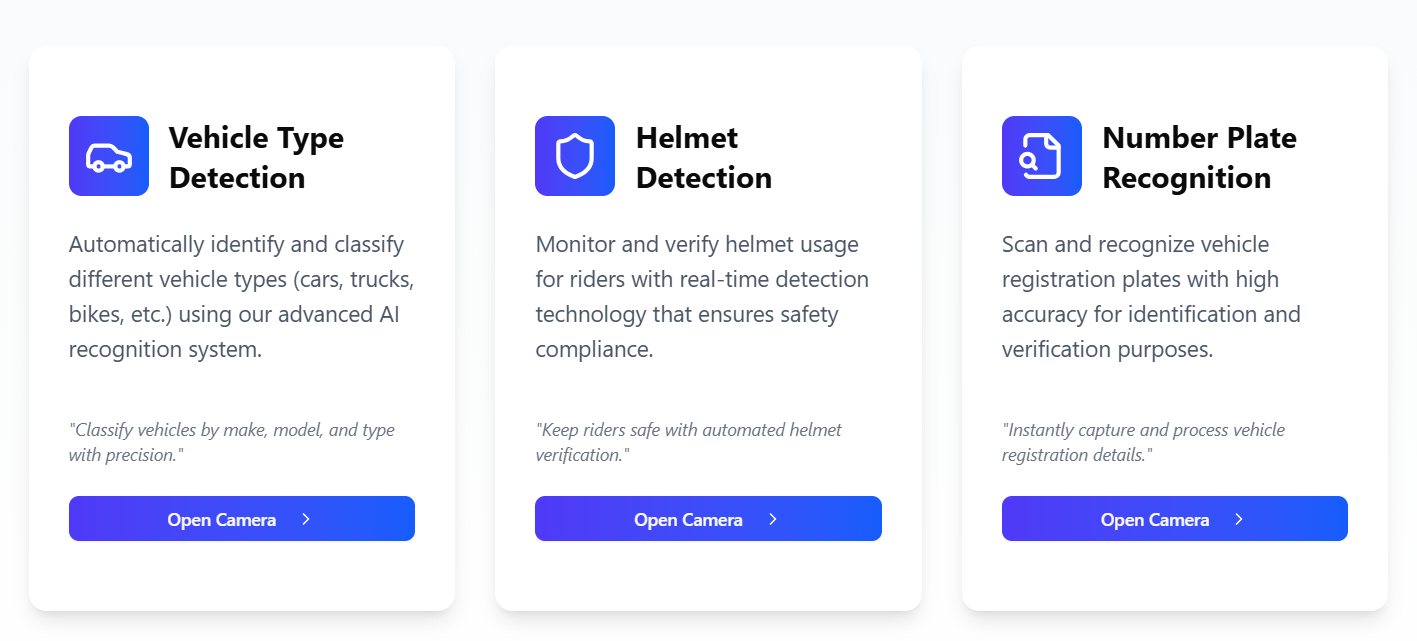 Vehicle Type
Detection
Automatically identify and classify
different vehicle types (cars, trucks,
bikes, etc.) using our advanced AI
recognition system.
"Classify vehicles by make, model, and type
with precision."
Open Camera
Helmet
Detection
Monitor and verify helmet usage
for riders with real-time detection
technology that ensures safety
compliance.
"Keep riders safe with automated helmet
verification."
Open Camera
Number Plate
Recognition
Scan and recognize vehicle
registration plates with high
accuracy for identification and
verification purposes.
"Instantly capture and process vehicle
registration details."
Open Camera